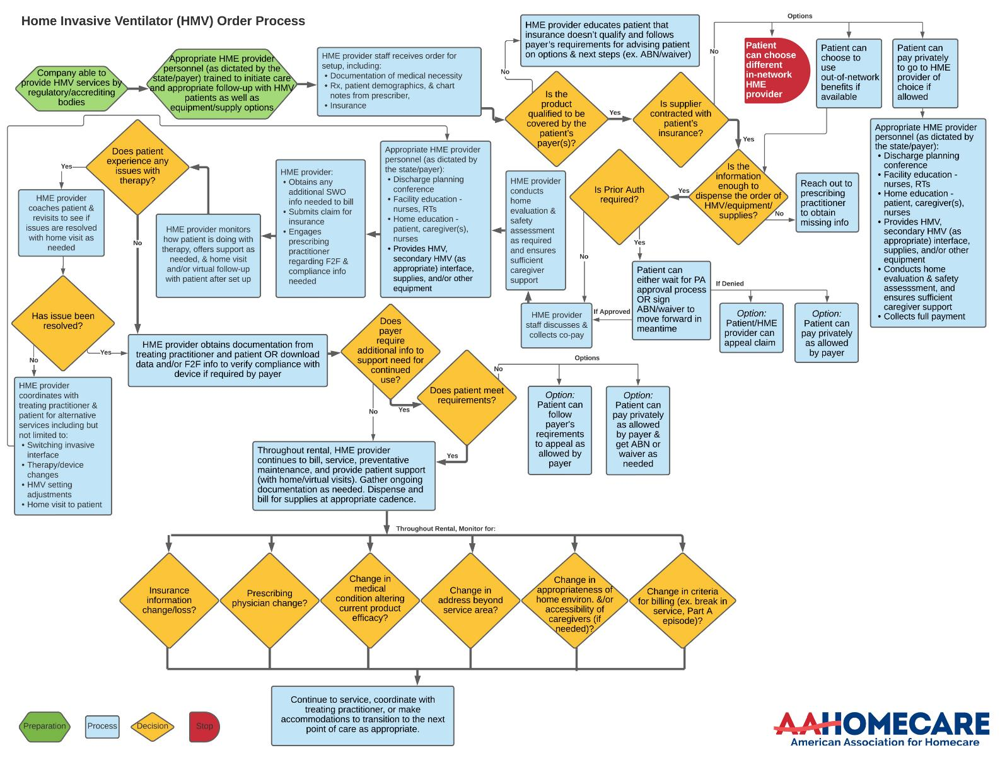 Home Invasive Ventilator (HMV) Order Process
Company able to
provide HMV services by
regulatory/accrediting
bodies
Appropriate HME provider
personnel (as dictated by the
state/payer) trained to initiate care
and appropriate follow-up with HMV
patients as well as
equipment/supply options
HME provider staff receives order for
setup, including:
• Documentation of medical necessity
• Rx, patient demographics, & chart
notes from prescriber,
• Insurance
HME provider educates patient that
insurance doesn't qualify and follows
payer's requirements for advising patient
on options & next steps (ex. ABN/waiver)
No
Is the
product
qualified to be
covered by the
patient's
payer(s)?
Yes
Is supplier
contracted with
patient's
insurance?
No
Options
Patient
can choose
different
in-network
HME
provider
Patient can
choose to
use
out-of-network
benefits if
available
Patient can
pay privately
to go to HME
provider of
choice if
allowed
Yes
Is the
information
enough to
dispense the order of
HMV/equipment/
supplies?
No
Reach out to
prescribing
practitioner
to obtain
missing info
Appropriate HME provider
personnel (as dictated by
the state/payer):
• Discharge planning
conference
• Facility education -
nurses, RTs
• Home education -
patient, caregiver(s),
nurses
• Provides HMV,
secondary HMV (as
appropriate) interface,
supplies, and/or other
equipment
• Conducts home
evaluation & safety
assesssment, and
ensures sufficient
caregiver support
• Collects full payment
Yes
Is Prior Auth
required?
No
Yes
Patient can
either wait for PA
approval process
OR sign
ABN/waiver to
move forward in
meantime
If Denied
Option:
Patient/HME
provider can
appeal claim
Option:
Patient can
pay privately
as allowed
by payer
If Approved
HME provider
staff discusses &
collects co-pay
HME provider
conducts
home
evaluation &
safety
assessment
as required
and ensures
sufficient
caregiver
support
Appropriate HME provider
personnel (as dictated by
the state/payer):
• Discharge planning
conference
• Facility education -
nurses, RTs
• Home education -
patient, caregiver(s),
nurses
• Provides HMV,
secondary HMV (as
appropriate) interface,
supplies, and/or other
equipment
HME provider:
• Obtains any
additional SWO
info needed to bill
• Submits claim for
insurance
• Engages
prescribing
practitioner
regarding F2F &
compliance info
needed
HME provider monitors
how patient is doing with
therapy, offers support as
needed, & home visit
and/or virtual follow-up
with patient after set up
Does patient
experience any
issues with
therapy?
Yes
No
HME provider
coaches patient &
revisits to see if
issues are resolved
with home visit as
needed
Has issue been
resolved?
Yes
No
HME provider
coordinates with
treating practitioner &
patient for alternative
services including but
not limited to:
• Switching invasive
interface
• Therapy/device
changes
• HMV setting
adjustments
• Home visit to patient
HME provider obtains documentation from
treating practitioner and patient OR download
data and/or F2F info to verify compliance with
device if required by payer
Does
payer
require
additional info to
support need for
continued
use?
No
Yes
Does patient meet
requirements?
No
Options
Option:
Patient can
follow
payer's
reqirements
to appeal as
allowed by
payer
Option:
Patient can
pay privately
as allowed
by payer &
get ABN or
waiver as
needed
Yes
Throughout rental, HME provider
continues to bill, service, preventative
maintenance, and provide patient support
(with home/virtual visits). Gather ongoing
documentation as needed. Dispense and
bill for supplies at appropriate cadence.
Throughout Rental, Monitor for:
Insurance
information
change/loss?
Prescribing
physician change?
Change in
medical
condition altering
current product
efficacy?
Change in
address beyond
service area?
Change in
appropriateness of
home environ. &/or
accessibility of
caregivers (if
needed)?
Change in criteria
for billing (ex. break in
service, Part A
episode)?
Continue to service, coordinate with
treating practitioner, or make
accommodations to transition to the next
point of care as appropriate.
Preparation
Process
Decision
Stop
AAHOMECARE
American Association for Homecare